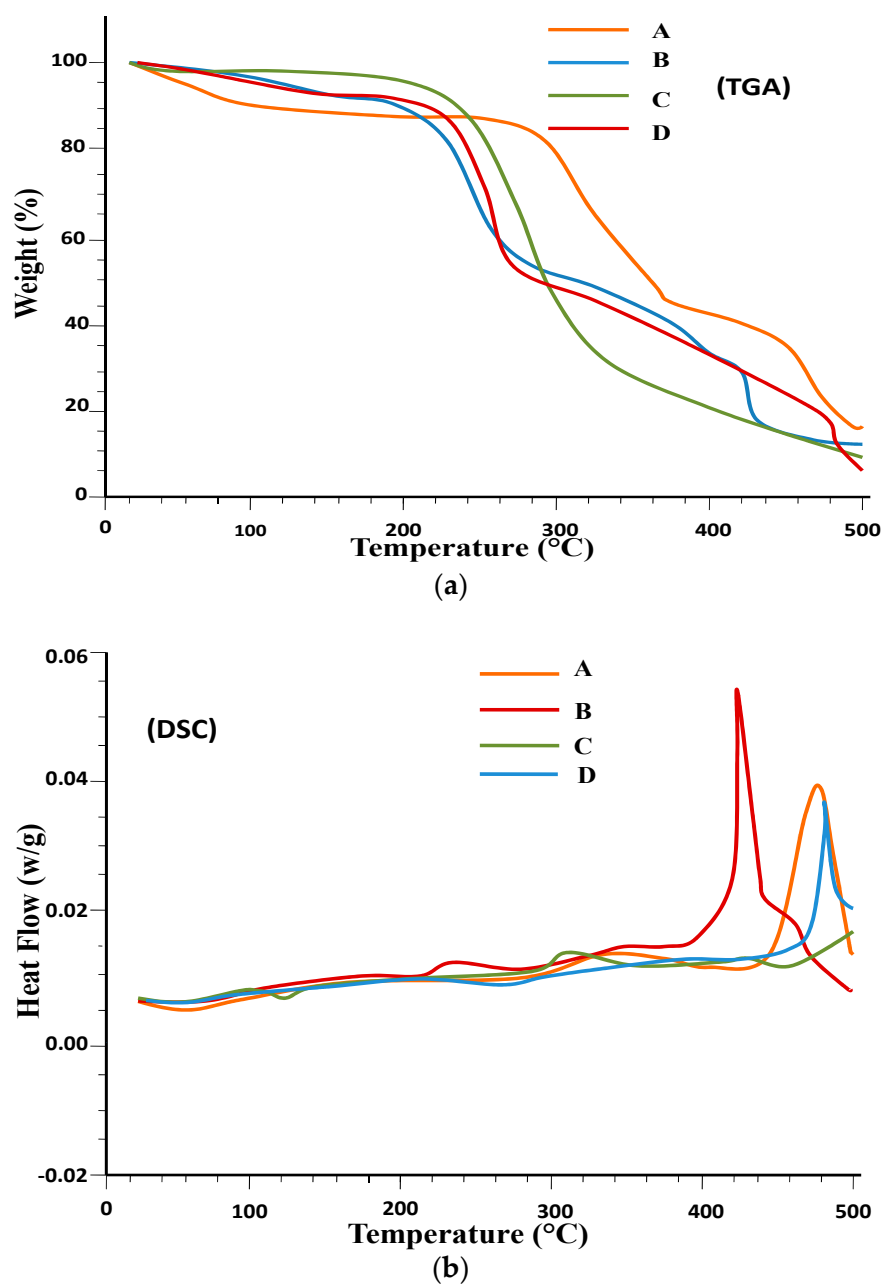 A
B
C
D
(TGA)
Weight (%)
100
80
60
40
20
0
0 100 200 300 400 500
Temperature (°C)
(a)
0.06
0.04
0.02
0.00
-0.02
(DSC)
A
B
C
D
Heat Flow (w/g)
0 100 200 300 400 500
Temperature (°C)
(b)